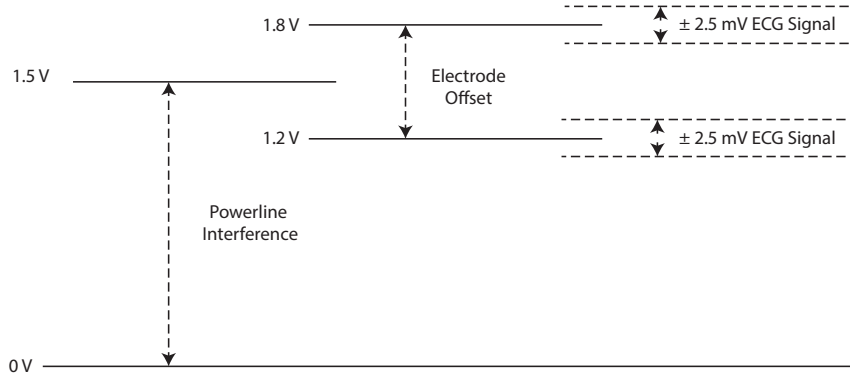 1.8 V
± 2.5 mV ECG Signal
1.5 V
Electrode
Offset
1.2 V
± 2.5 mV ECG Signal
Powerline
Interference
0 V